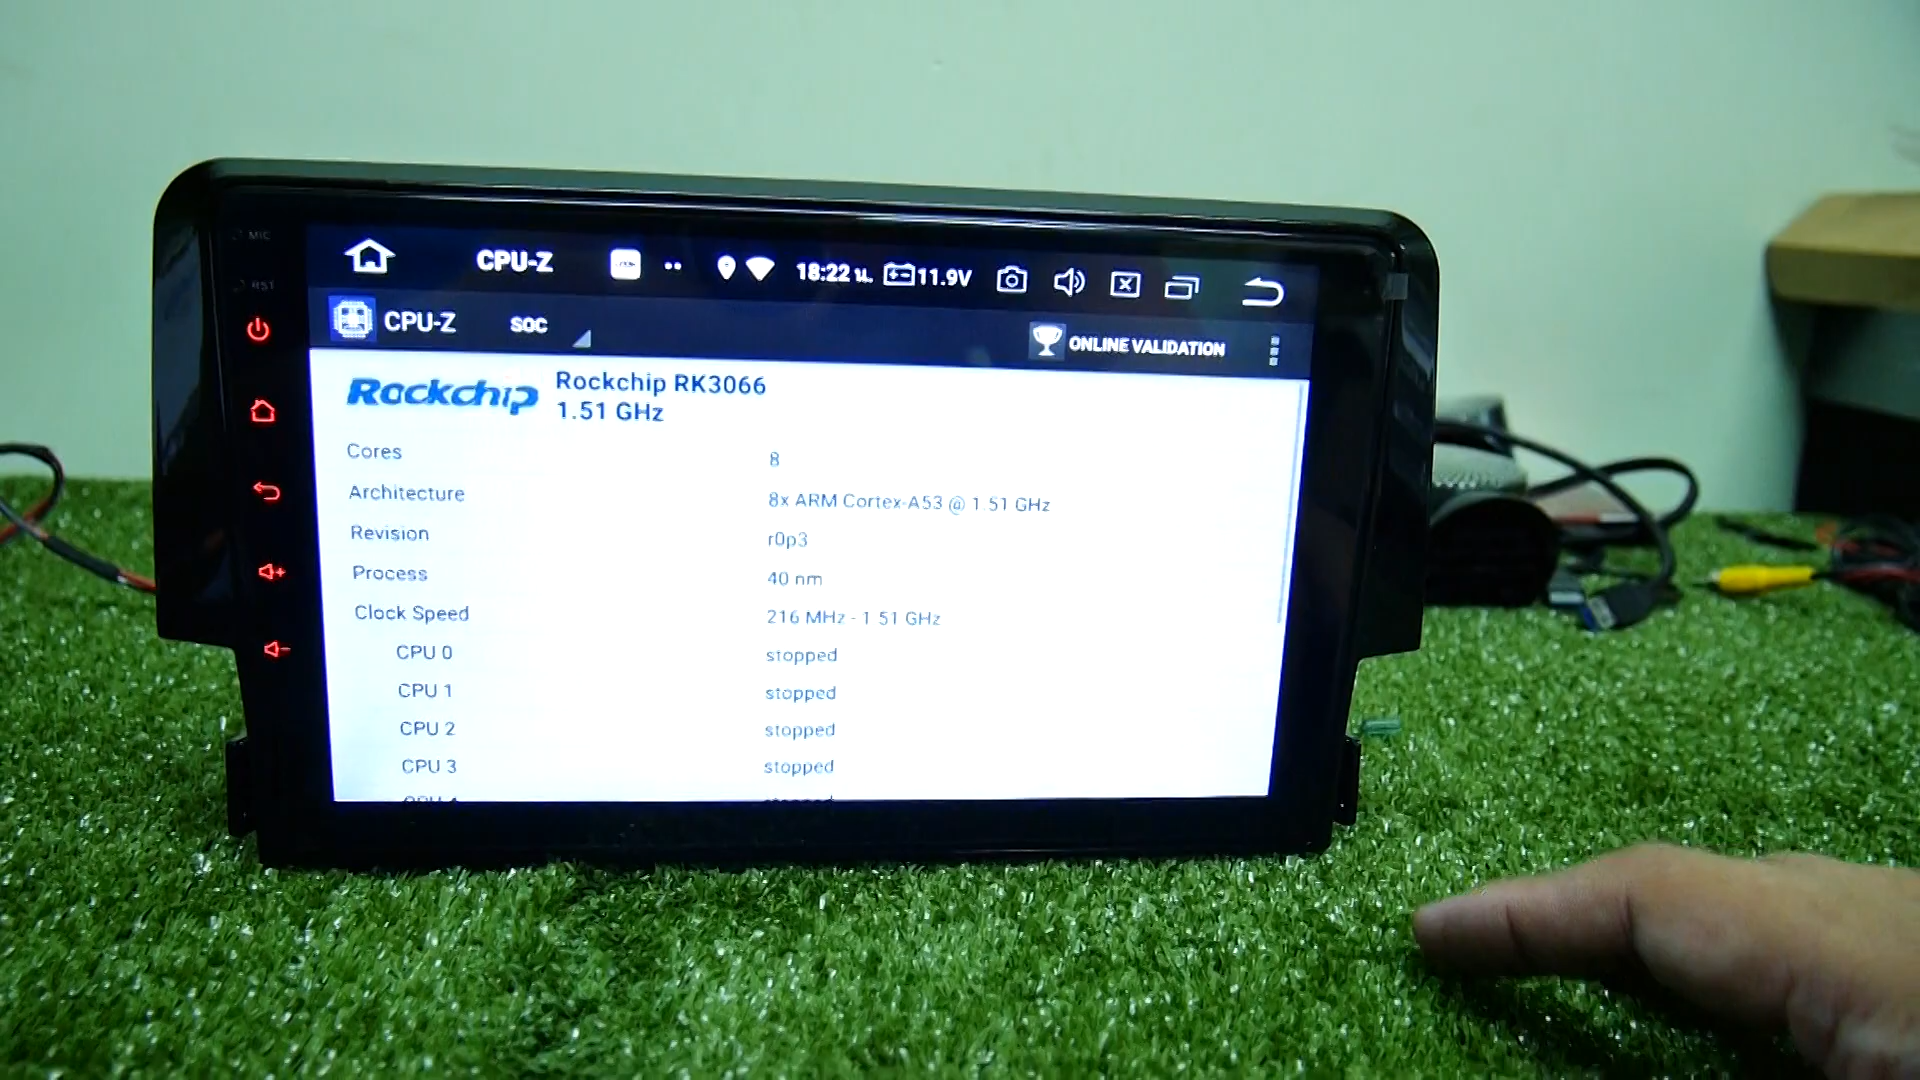 MIC
RST
CPU-Z 18:22 น. 11.9V
CPU-Z SOC ONLINE VALIDATION
Rockchip Rockchip RK3066
1.51 GHz
Cores 8
Architecture 8x ARM Cortex-A53 @ 1.51 GHz
Revision r0p3
Process 40 nm
Clock Speed 216 MHz - 1.51 GHz
CPU 0 stopped
CPU 1 stopped
CPU 2 stopped
CPU 3 stopped